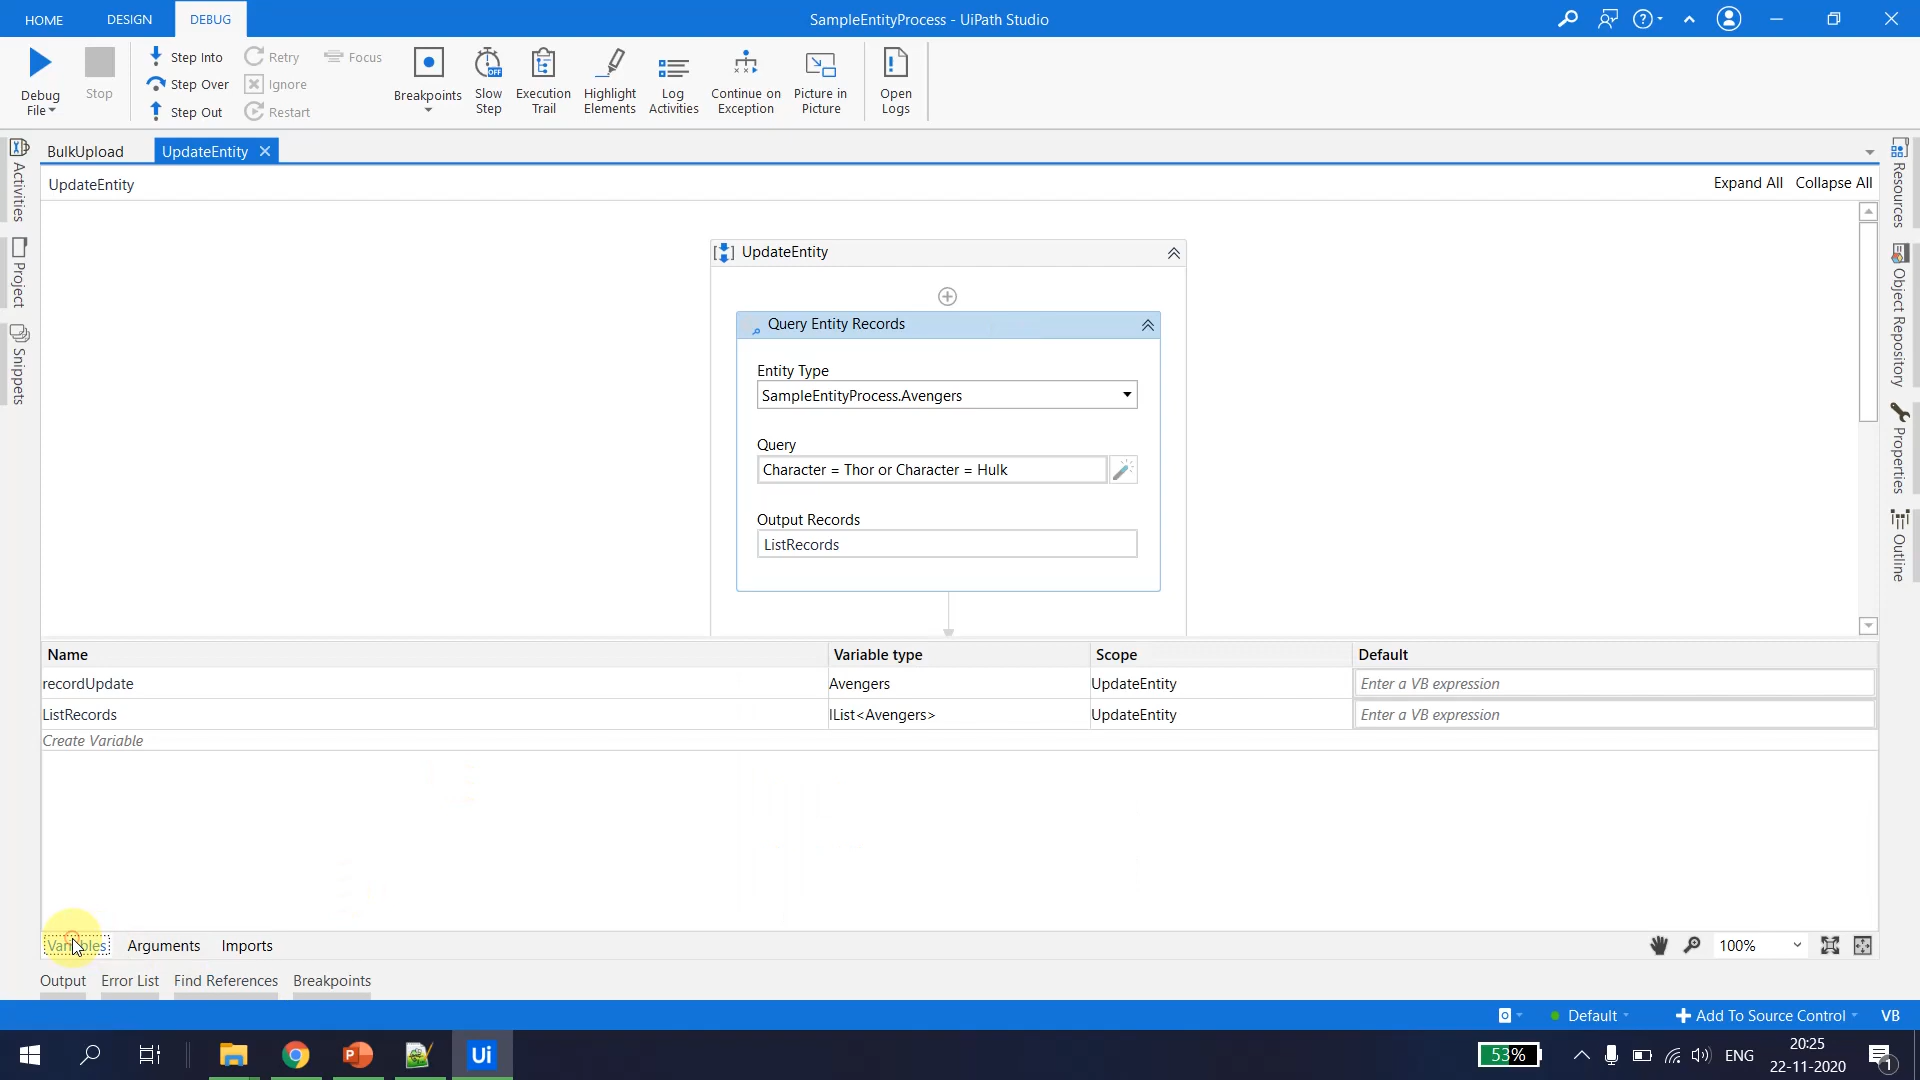 HOME DESIGN DEBUG SampleEntityProcess - UiPath Studio
Debug File Stop
Step Into Retry Focus
Step Over Ignore
Step Out Restart
Breakpoints
Slow Step
OFF
Execution Trail
Highlight Elements
Log Activities
Continue on Exception
Picture in Picture
Open Logs
Activities
Project
Snippets
BulkUpload UpdateEntity
UpdateEntity Expand All Collapse All
UpdateEntity
Query Entity Records
Entity Type
SampleEntityProcess.Avengers
Query
Character = Thor or Character = Hulk
Output Records
ListRecords
Resources
Object Repository
Properties
Outline
Name Variable type Scope Default
recordUpdate Avengers UpdateEntity Enter a VB expression
ListRecords IList<Avengers> UpdateEntity Enter a VB expression
Create Variable
Variables Arguments Imports 100%
Output Error List Find References Breakpoints
Default Add To Source Control VB
Ui 53% ENG
20:25
22-11-2020
1